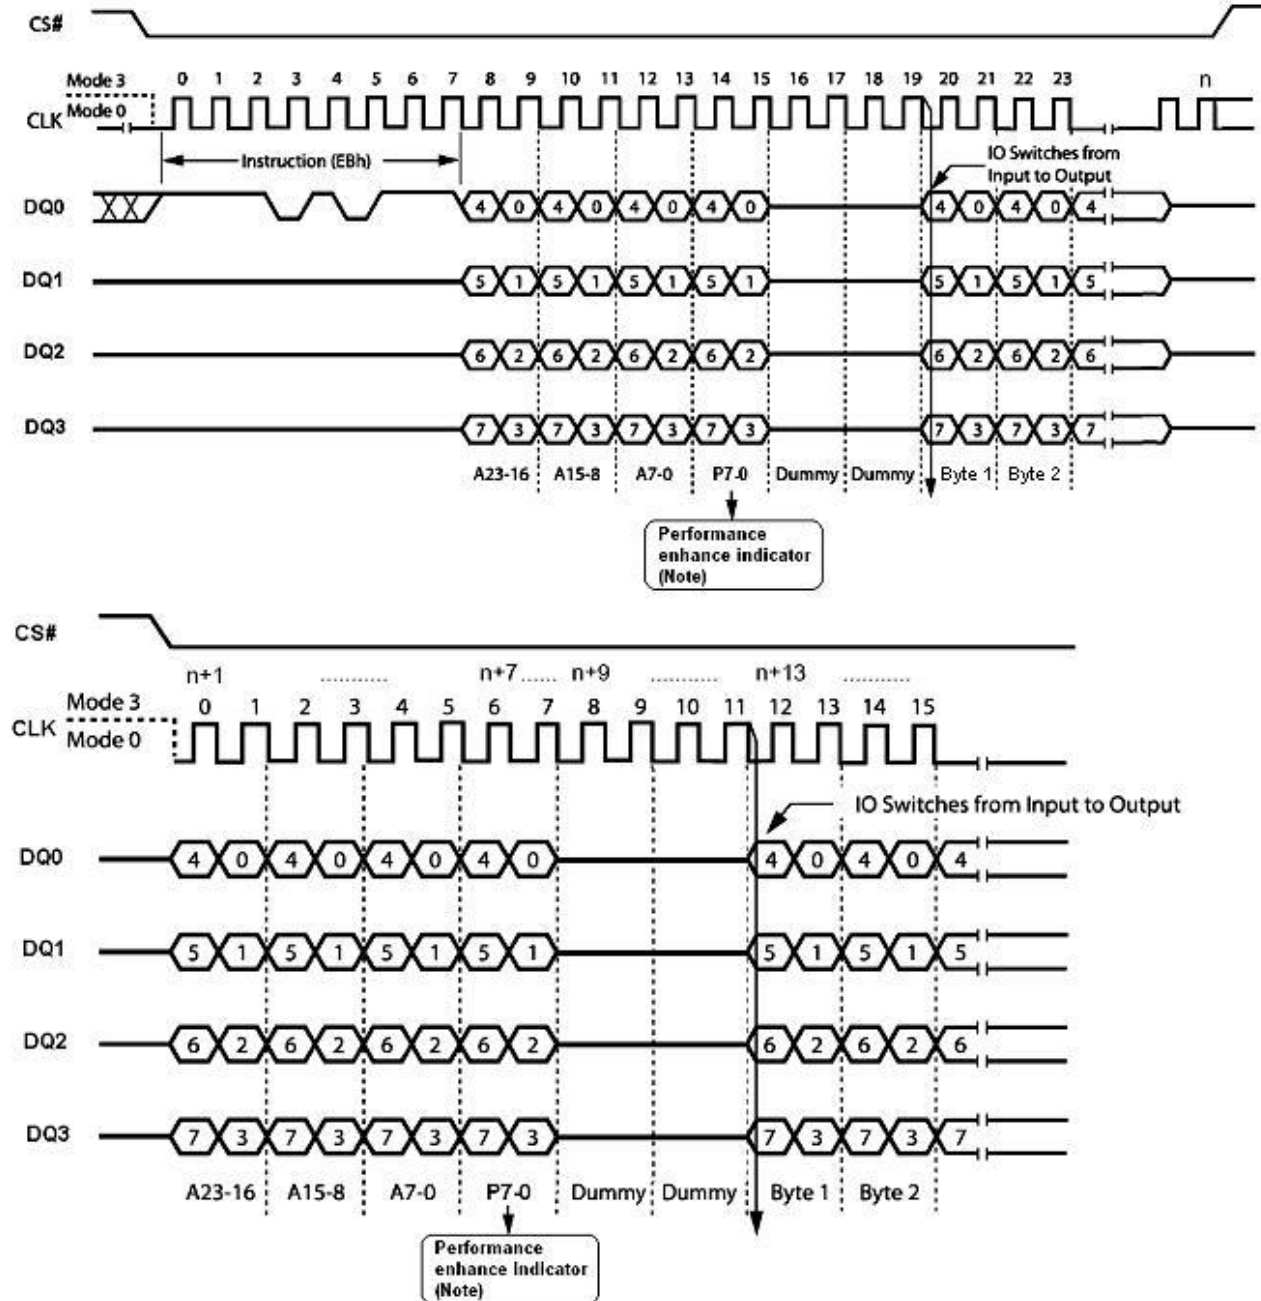 CS#
Mode 3
0 1 2 3 4 5 6 7 8 9 10 11 12 13 14 15 16 17 18 19 20 21 22 23 n
Mode 0
CLK
Instruction (EBh)
IO Switches from
Input to Output
DQ0 4 0 4 0 4 0 4 0 4 0 4 0 4
DQ1 5 1 5 1 5 1 5 1 5 1 5 1 5
DQ2 6 2 6 2 6 2 6 2 6 2 6 2 6
DQ3 7 3 7 3 7 3 7 3 7 3 7 3 7
A23-16 A15-8 A7-0 P7-0 Dummy Dummy Byte 1 Byte 2
Performance
enhance indicator
(Note)
CS#
n+1 ........... n+7 ...... n+9 ........... n+13 ...........
Mode 3
0 1 2 3 4 5 6 7 8 9 10 11 12 13 14 15
CLK
Mode 0
IO Switches from Input to Output
DQ0 4 0 4 0 4 0 4 0 4 0 4 0 4
DQ1 5 1 5 1 5 1 5 1 5 1 5 1 5
DQ2 6 2 6 2 6 2 6 2 6 2 6 2 6
DQ3 7 3 7 3 7 3 7 3 7 3 7 3 7
A23-16 A15-8 A7-0 P7-0 Dummy Dummy Byte 1 Byte 2
Performance
enhance indicator
(Note)